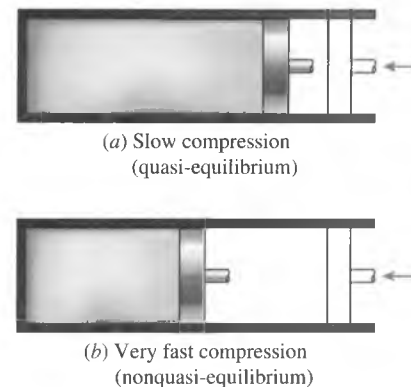 (a) Slow compression
(quasi-equilibrium)
(b) Very fast compression
(nonquasi-equilibrium)